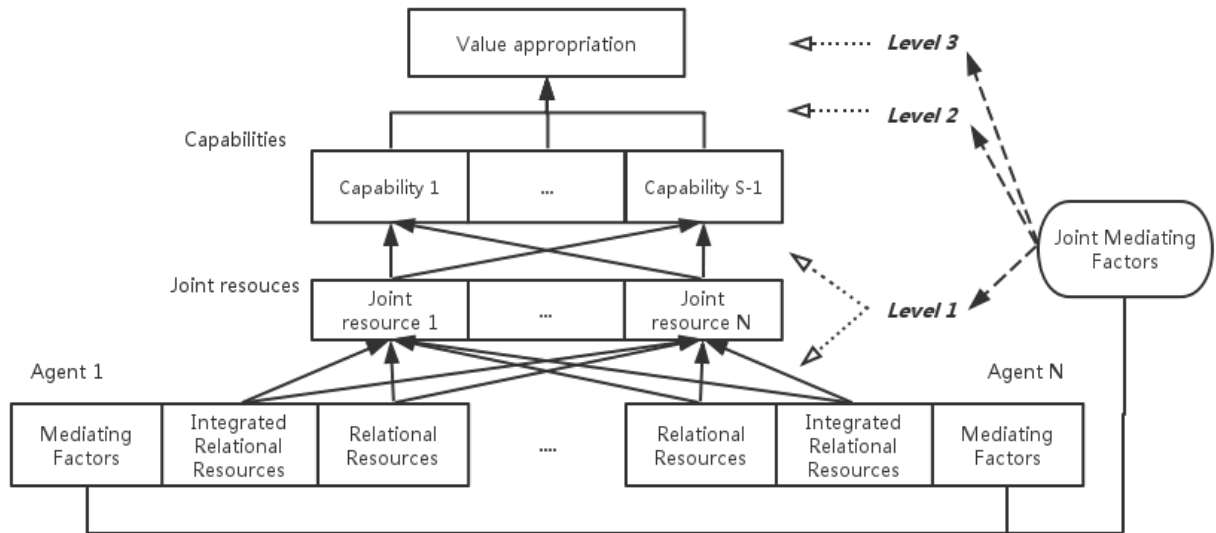 Value appropriation
Level 3
Level 2
Capabilities
Capability 1
...
Capability S-1
Joint Mediating
Factors
Joint resouces
Joint
resource 1
...
Joint
resource N
Level 1
Agent 1
Agent N
Mediating
Factors
Integrated
Relational
Resources
Relational
Resources
....
Relational
Resources
Integrated
Relational
Resources
Mediating
Factors